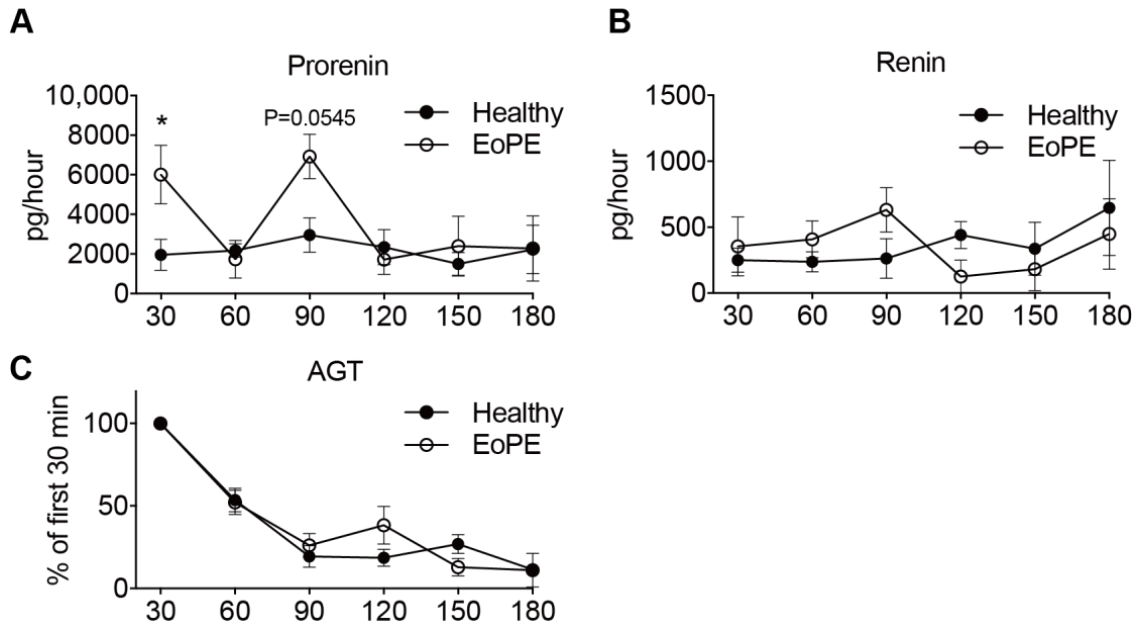 A
Prorenin
pg/hour
10,000
8000
6000
4000
2000
0
*
P=0.0545
Healthy
EoPE
30 60 90 120 150 180
B
Renin
pg/hour
1500
1000
500
0
Healthy
EoPE
30 60 90 120 150 180
C
AGT
% of first 30 min
100
50
0
Healthy
EoPE
30 60 90 120 150 180